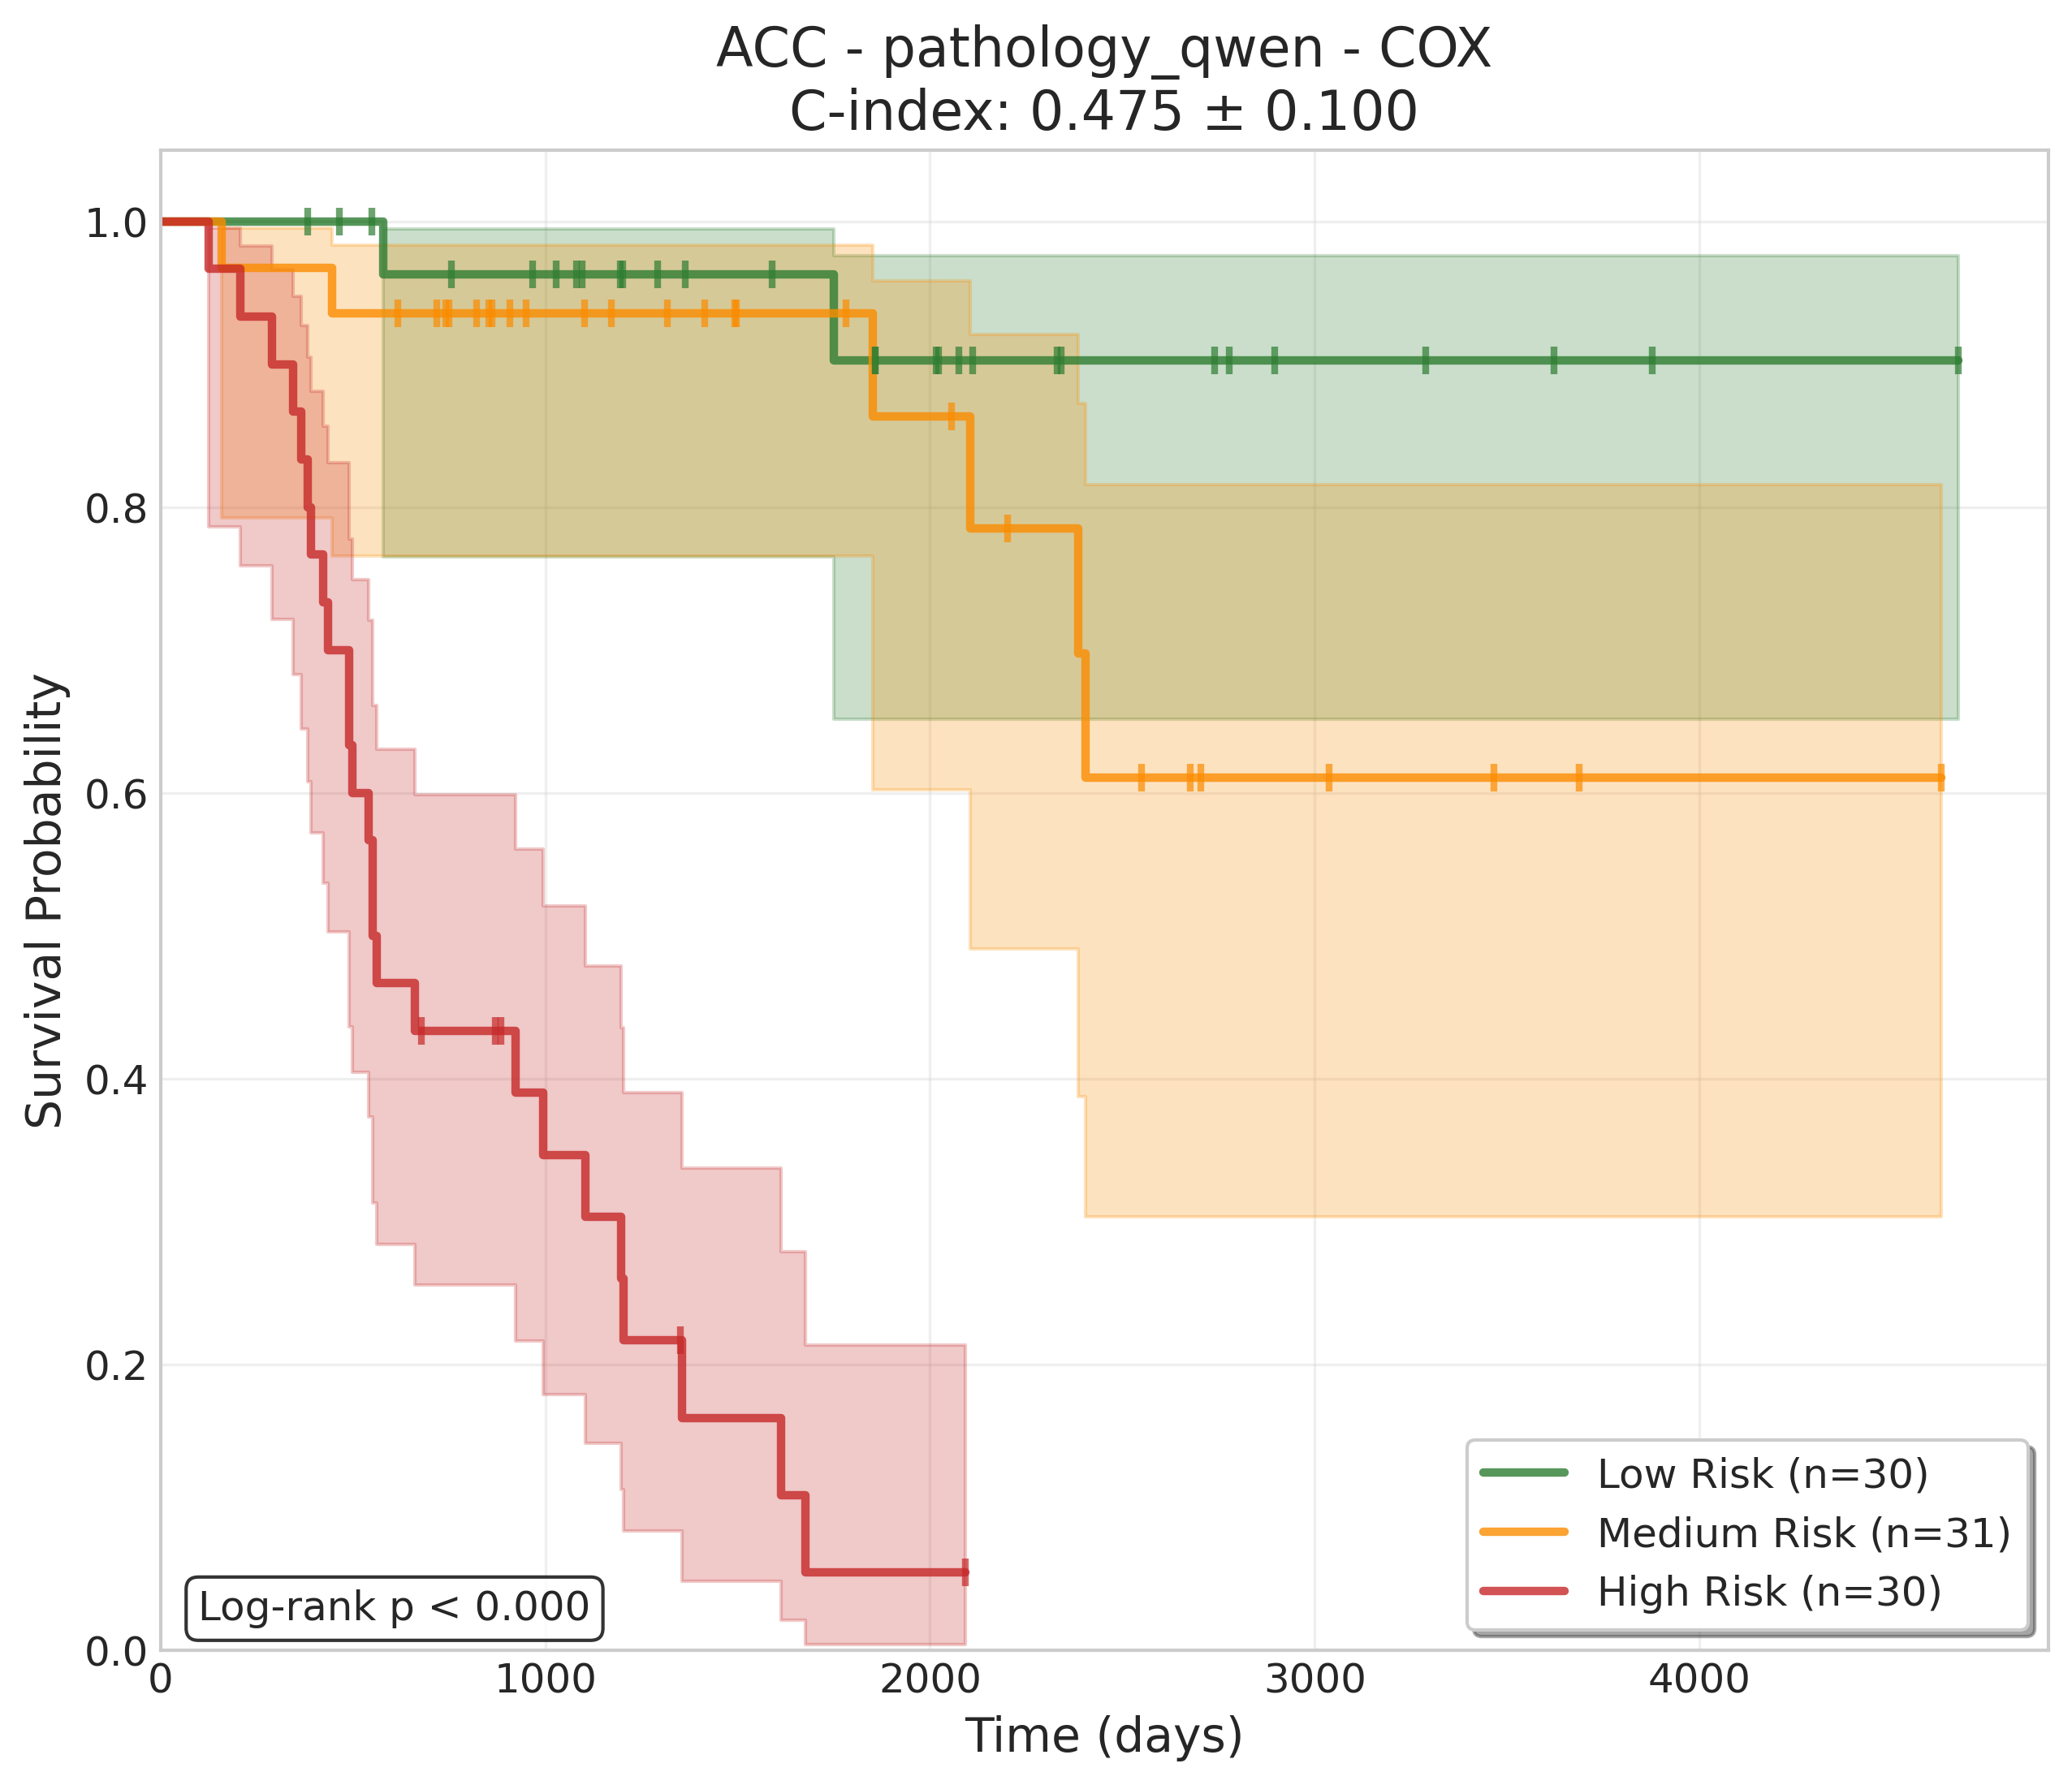 ACC - pathology_qwen - COX
C-index: 0.475 ± 0.100
Survival Probability
1.0
0.8
0.6
0.4
0.2
0.0
0
1000
2000
3000
4000
Time (days)
Log-rank p < 0.000
Low Risk (n=30)
Medium Risk (n=31)
High Risk (n=30)